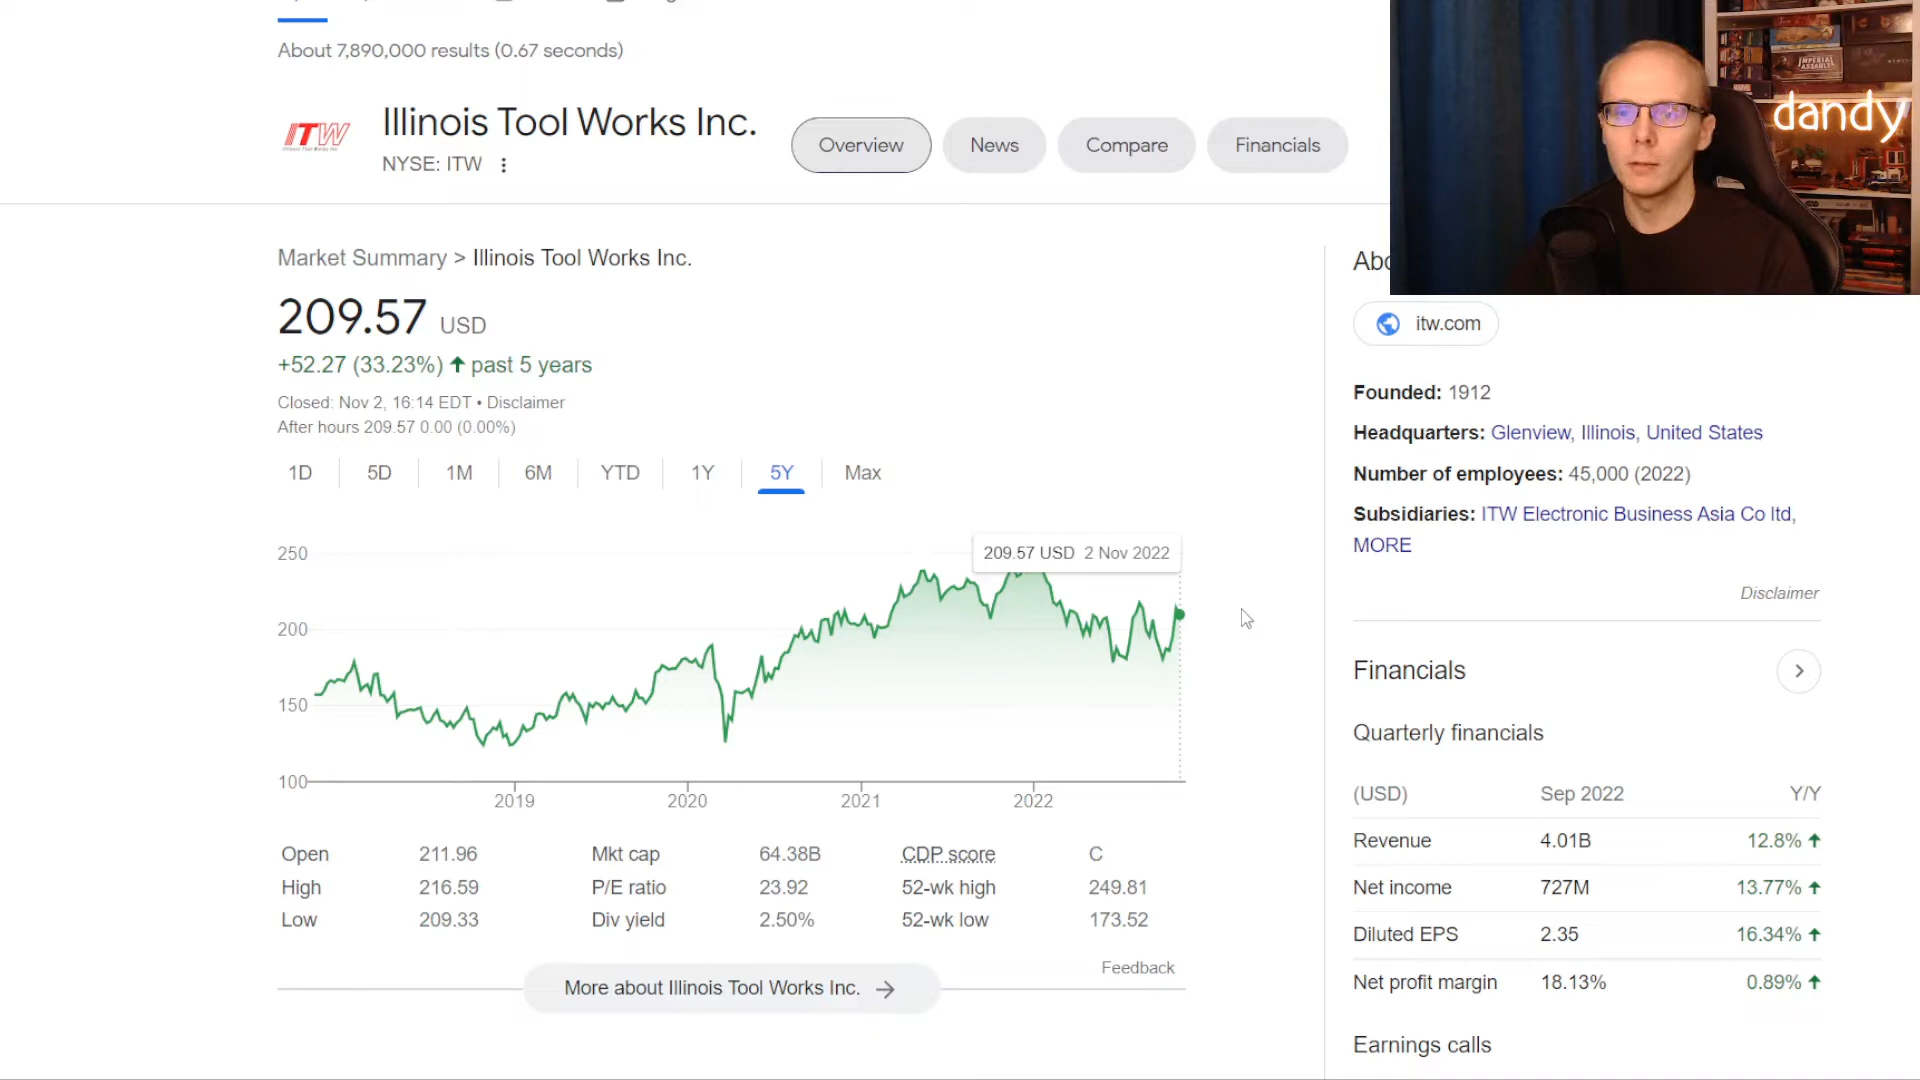 About 7,890,000 results (0.67 seconds)
ITW
Illinois Tool Works Inc.
NYSE: ITW
Overview
News
Compare
Financials
IMPERIAL
ASSAULT
dandy
Market Summary > Illinois Tool Works Inc.
209.57 USD
+52.27 (33.23%) past 5 years
Closed: Nov 2, 16:14 EDT • Disclaimer
After hours 209.57 0.00 (0.00%)
1D 5D 1M 6M YTD 1Y 5Y Max
209.57 USD 2 Nov 2022
250
200
150
100
2019 2020 2021 2022
Open 211.96 Mkt cap 64.38B CDP score C
High 216.59 P/E ratio 23.92 52-wk high 249.81
Low 209.33 Div yield 2.50% 52-wk low 173.52
Feedback
More about Illinois Tool Works Inc.
Abo
itw.com
Founded: 1912
Headquarters: Glenview, Illinois, United States
Number of employees: 45,000 (2022)
Subsidiaries: ITW Electronic Business Asia Co ltd,
MORE
Disclaimer
Financials
Quarterly financials
(USD) Sep 2022 Y/Y
Revenue 4.01B 12.8%
Net income 727M 13.77%
Diluted EPS 2.35 16.34%
Net profit margin 18.13% 0.89%
Earnings calls